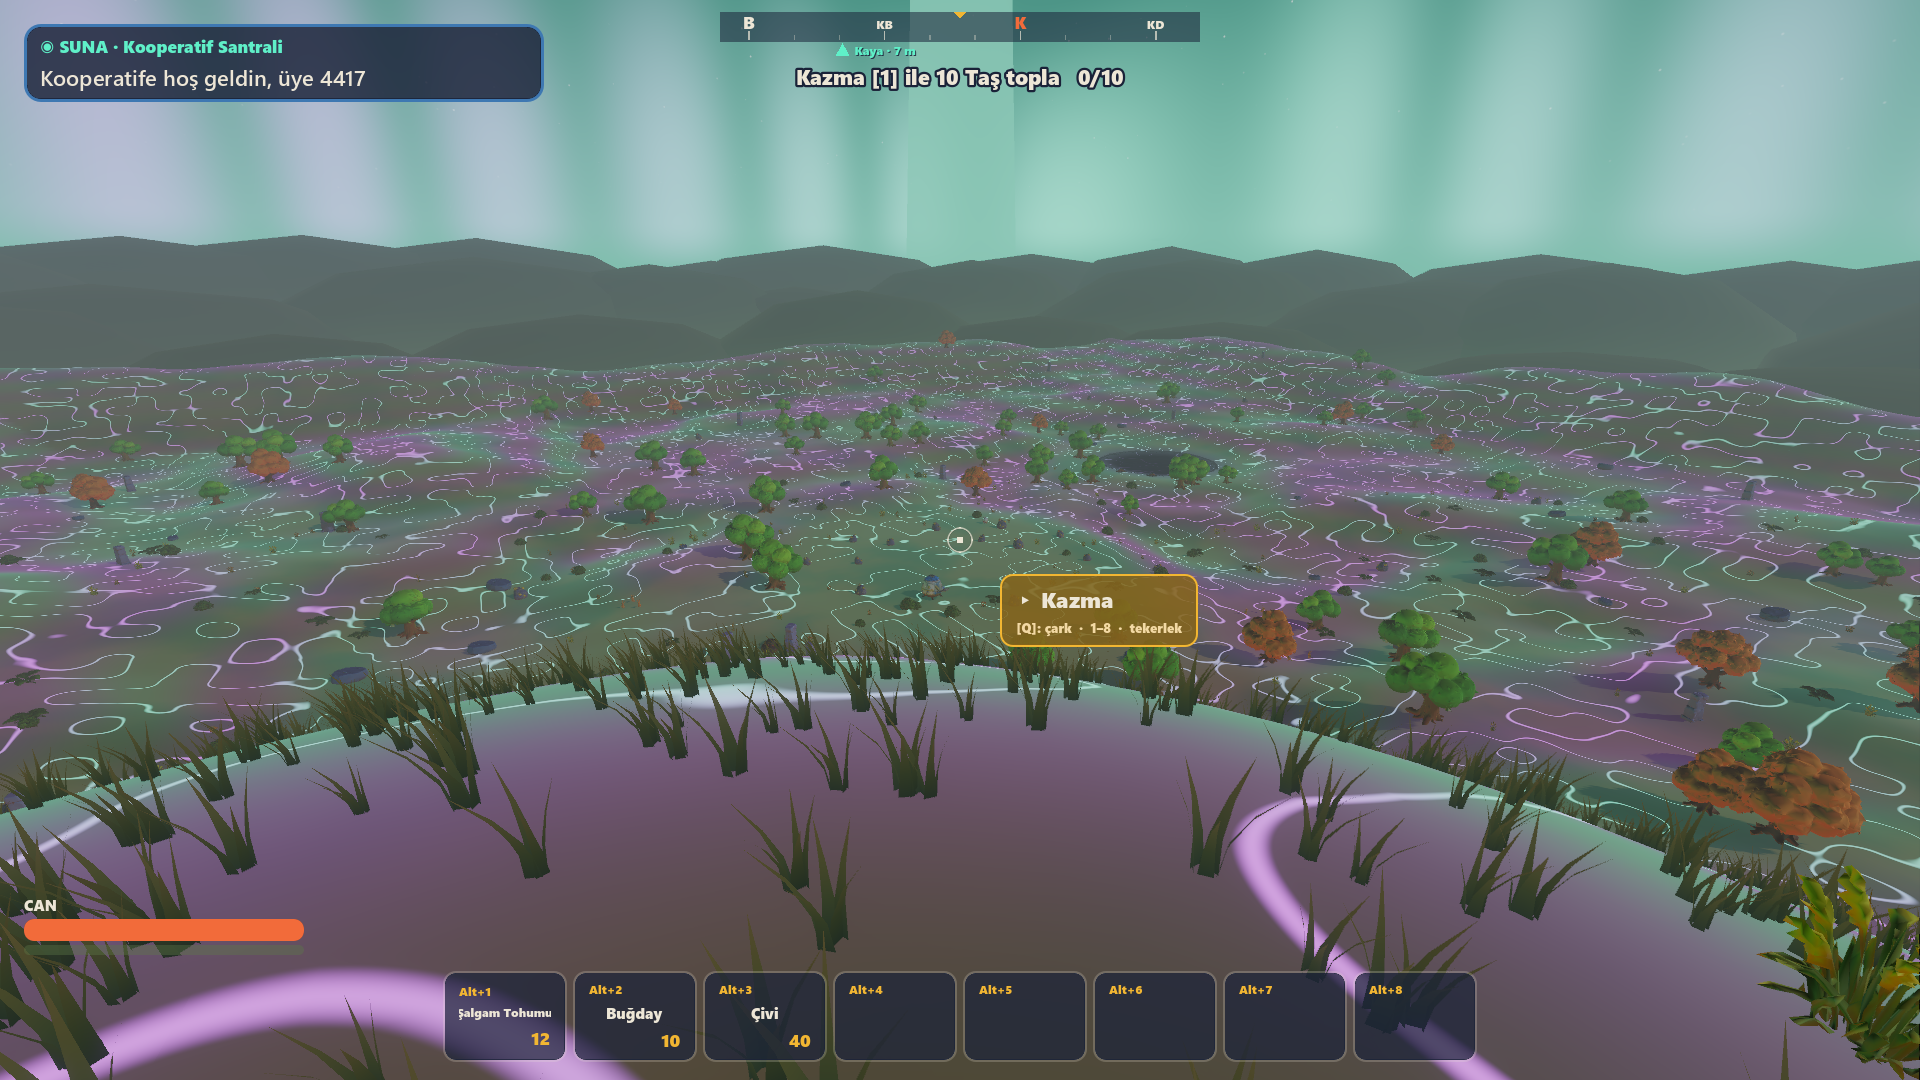 ◉ SUNA · Kooperatif Santrali
Kooperatife hoş geldin, üye 4417
B KB K KD
Kaya · 7 m
Kazma [1] ile 10 Taş topla 0/10
▸ Kazma
[Q]: çark · 1–8 · tekerlek
CAN
Alt+1 Alt+2 Alt+3 Alt+4 Alt+5 Alt+6 Alt+7 Alt+8
Şalgam Tohumu Buğday Çivi
12 10 40